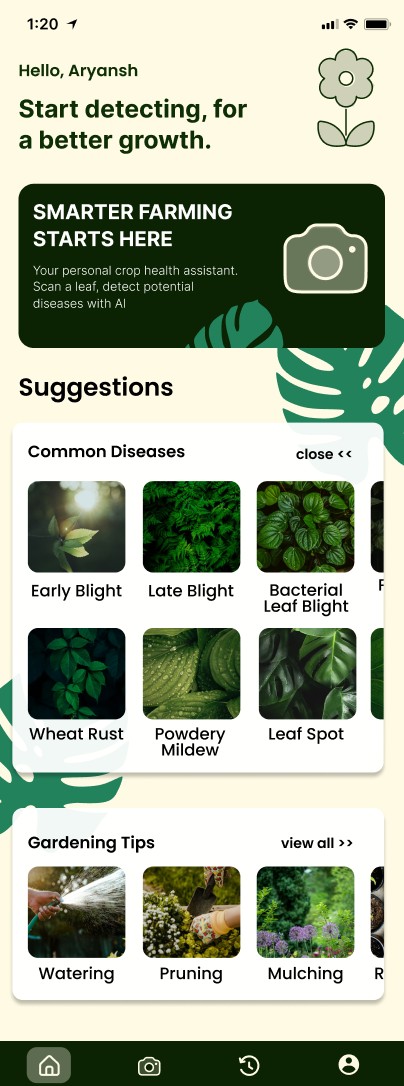 1:20
Hello, Aryansh
Start detecting, for
a better growth.
SMARTER FARMING
STARTS HERE
Your personal crop health assistant.
Scan a leaf, detect potential
diseases with AI
Suggestions
Common Diseases
close <<
Early Blight
Late Blight
Bacterial
Leaf Blight
F
Wheat Rust
Powdery
Mildew
Leaf Spot
Gardening Tips
view all >>
Watering
Pruning
Mulching
R